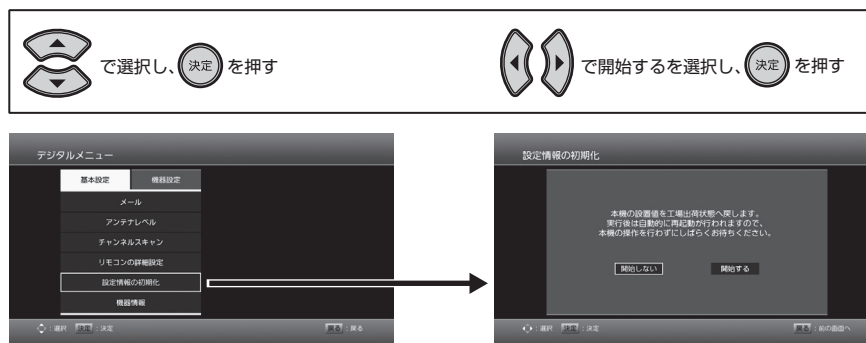 で選択し、決定を押す
で開始するを選択し、決定を押す
デジタルメニュー
基本設定 機器設定
メール
アンテナレベル
チャンネルスキャン
リモコンの詳細設定
設定情報の初期化
機器情報
:選択 決定:決定 戻る:戻る
設定情報の初期化
本機の設置値を工場出荷状態へ戻します。
実行後は自動的に再起動が行われますので、
本機の操作を行わずにしばらくお待ちください。
開始しない 開始する
:選択 決定:決定 戻る:前の画面へ